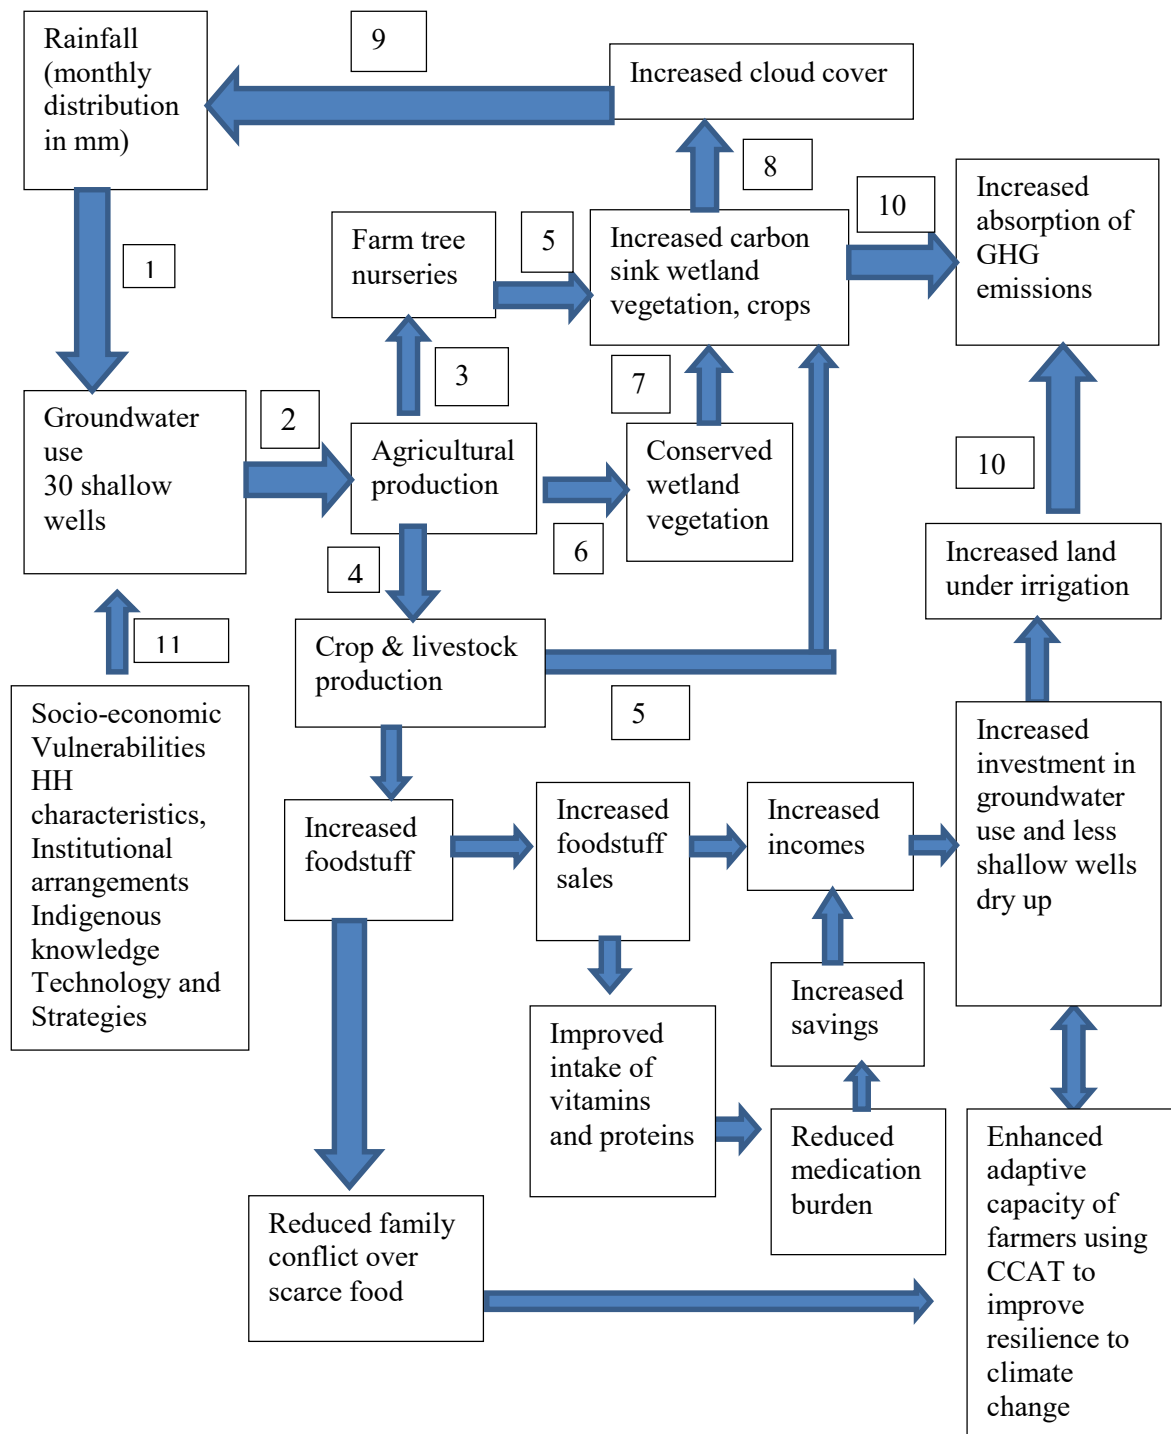 Rainfall
(monthly
distribution
in mm)
9
Increased cloud cover
1
8
10
Increased
absorption of
GHG
emissions
Farm tree
nurseries
5
Increased carbon
sink wetland
vegetation, crops
3
7
Groundwater
use
30 shallow
wells
2
Agricultural
production
Conserved
wetland
vegetation
10
4
6
Increased land
under irrigation
11
Crop & livestock
production
5
Socio-economic
Vulnerabilities
HH
characteristics,
Institutional
arrangements
Indigenous
knowledge
Technology and
Strategies
Increased
foodstuff
Increased
foodstuff
sales
Increased
incomes
Increased
investment in
groundwater
use and less
shallow wells
dry up
Increased
savings
Improved
intake of
vitamins
and proteins
Reduced
medication
burden
Enhanced
adaptive
capacity of
farmers using
CCAT to
improve
resilience to
climate
change
Reduced family
conflict over
scarce food